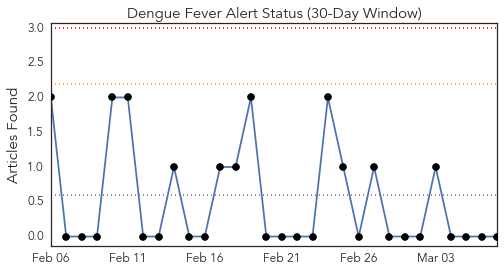 Dengue Fever Alert Status (30-Day Window)
Articles Found
3.0
2.5
2.0
1.5
1.0
0.5
0.0
Feb 06 Feb 11 Feb 16 Feb 21 Feb 26 Mar 03